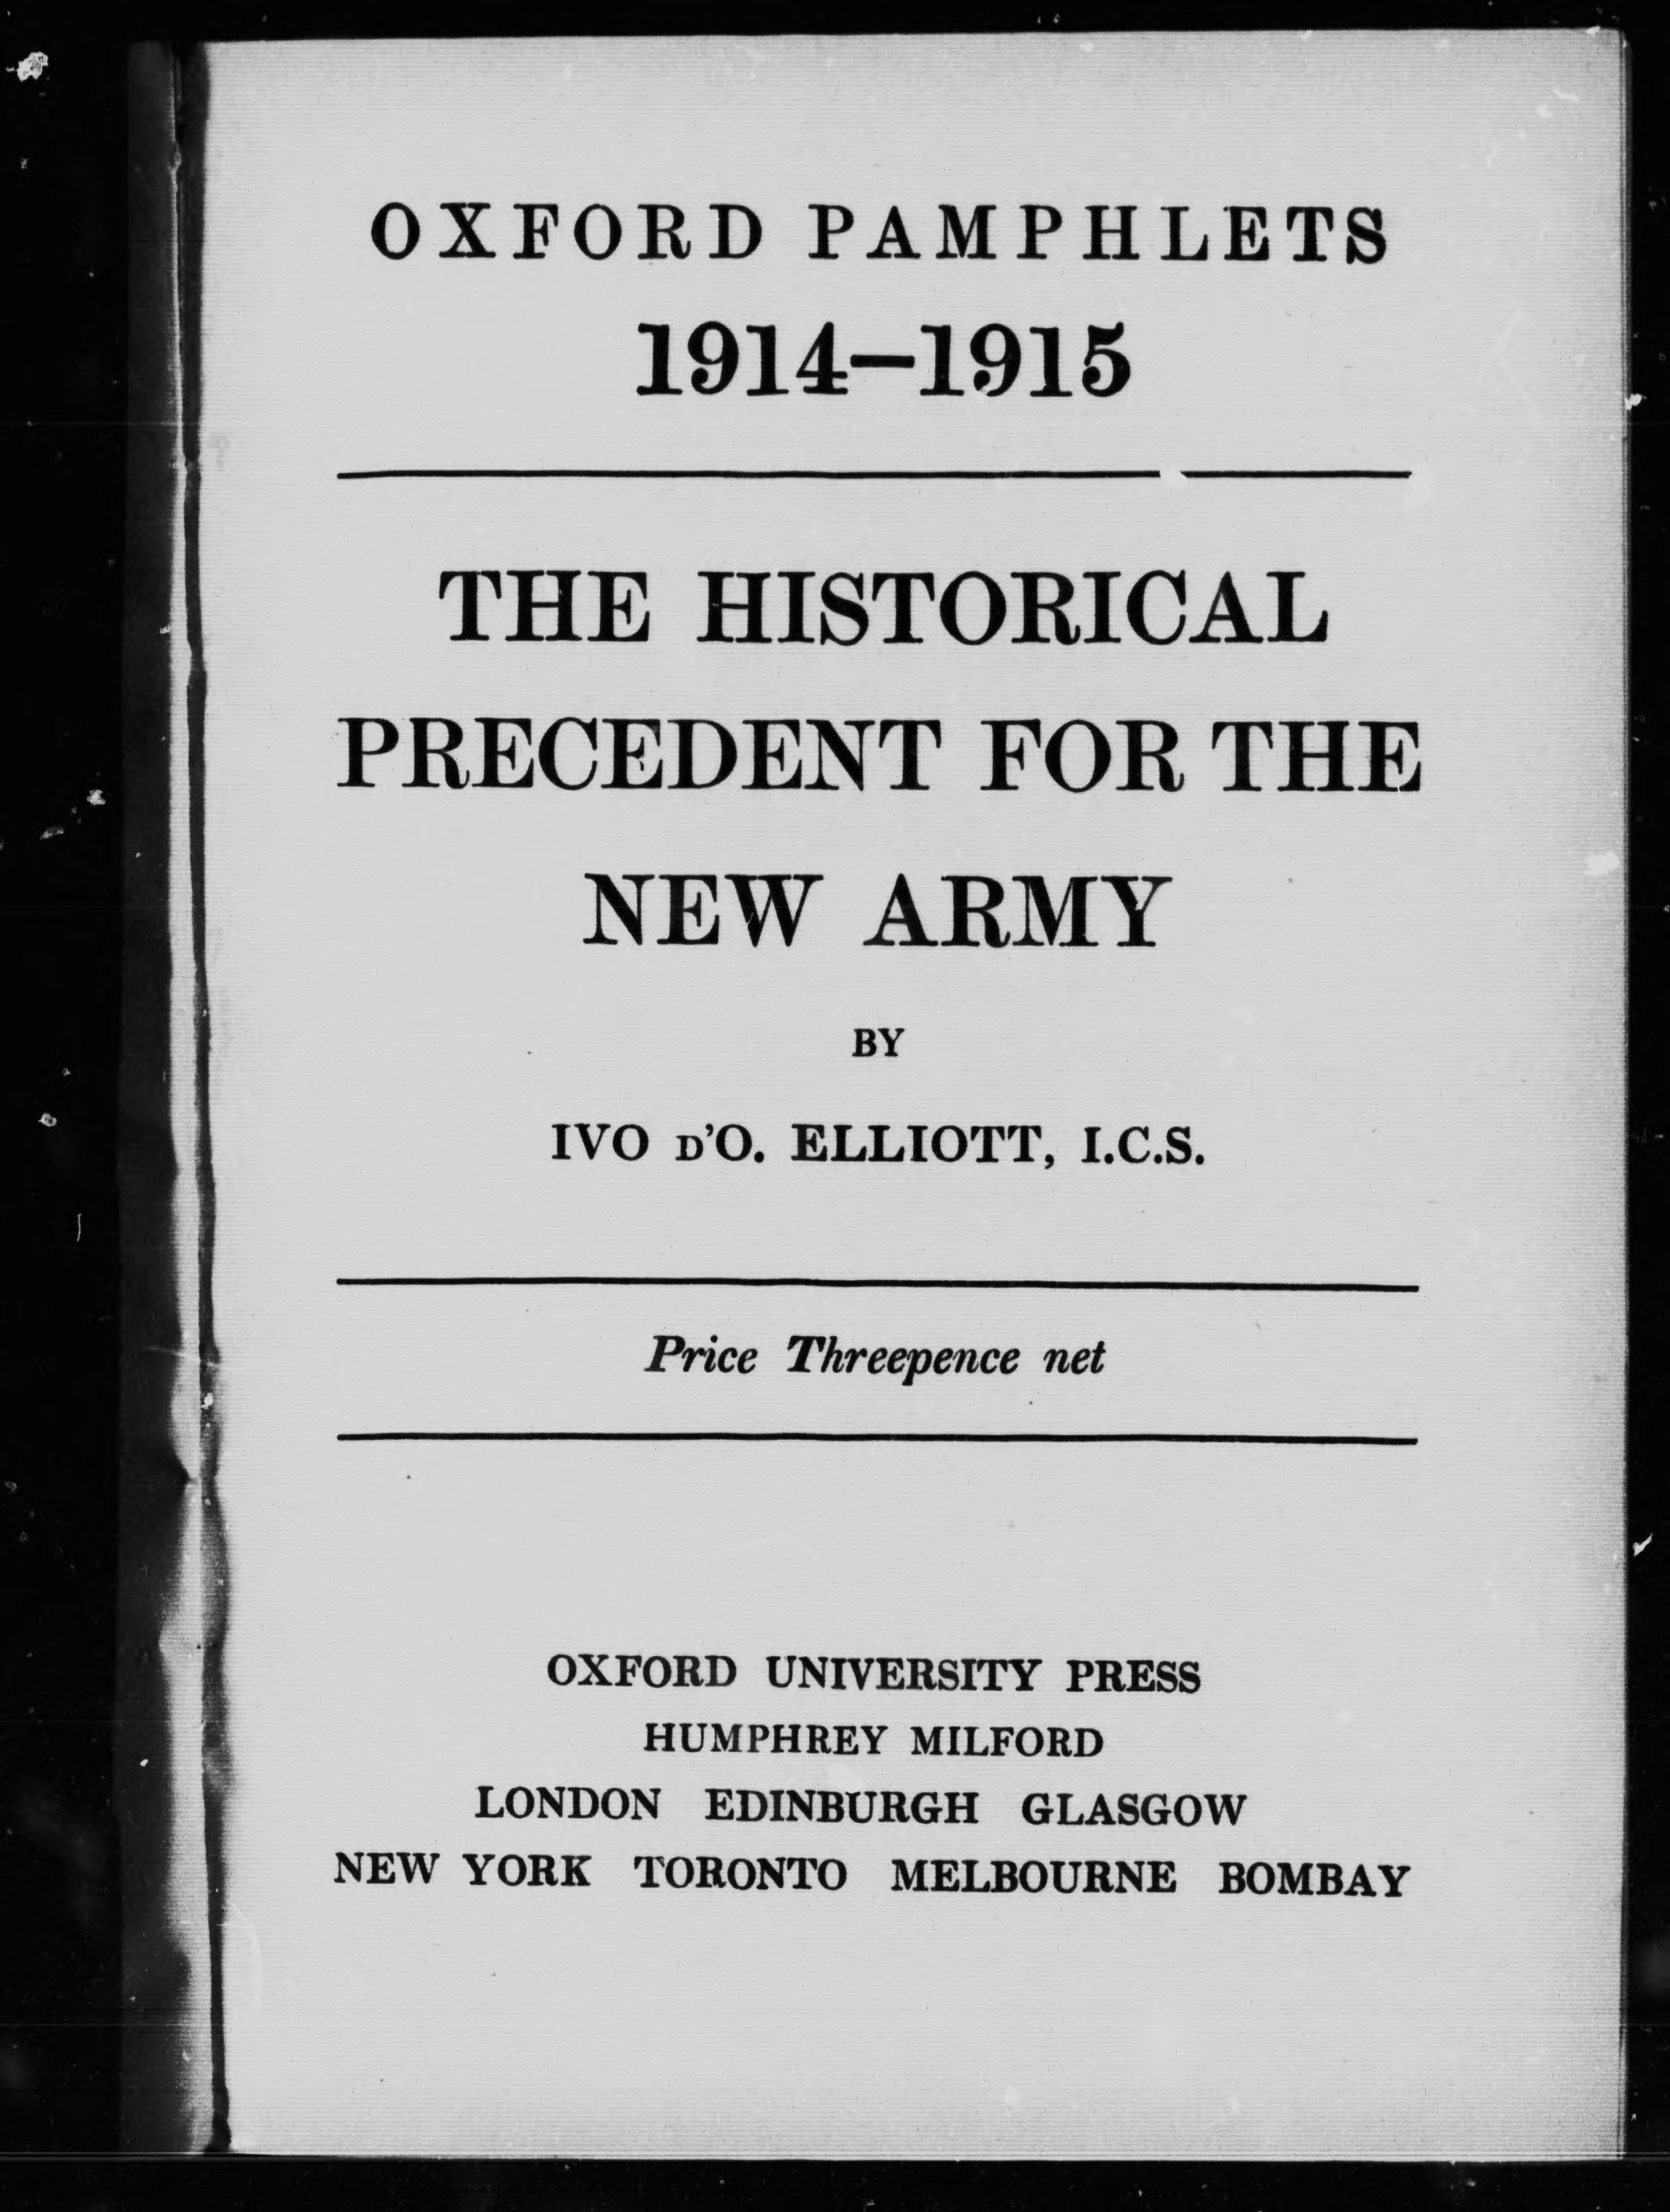 OXFORD PAMPHLETS
1914–1915
THE HISTORICAL
PRECEDENT FOR THE
NEW ARMY
BY
IVO D'O. ELLIOTT, I.C.S.
Price Threepence net
OXFORD UNIVERSITY PRESS
HUMPHREY MILFORD
LONDON EDINBURGH GLASGOW
NEW YORK TORONTO MELBOURNE BOMBAY